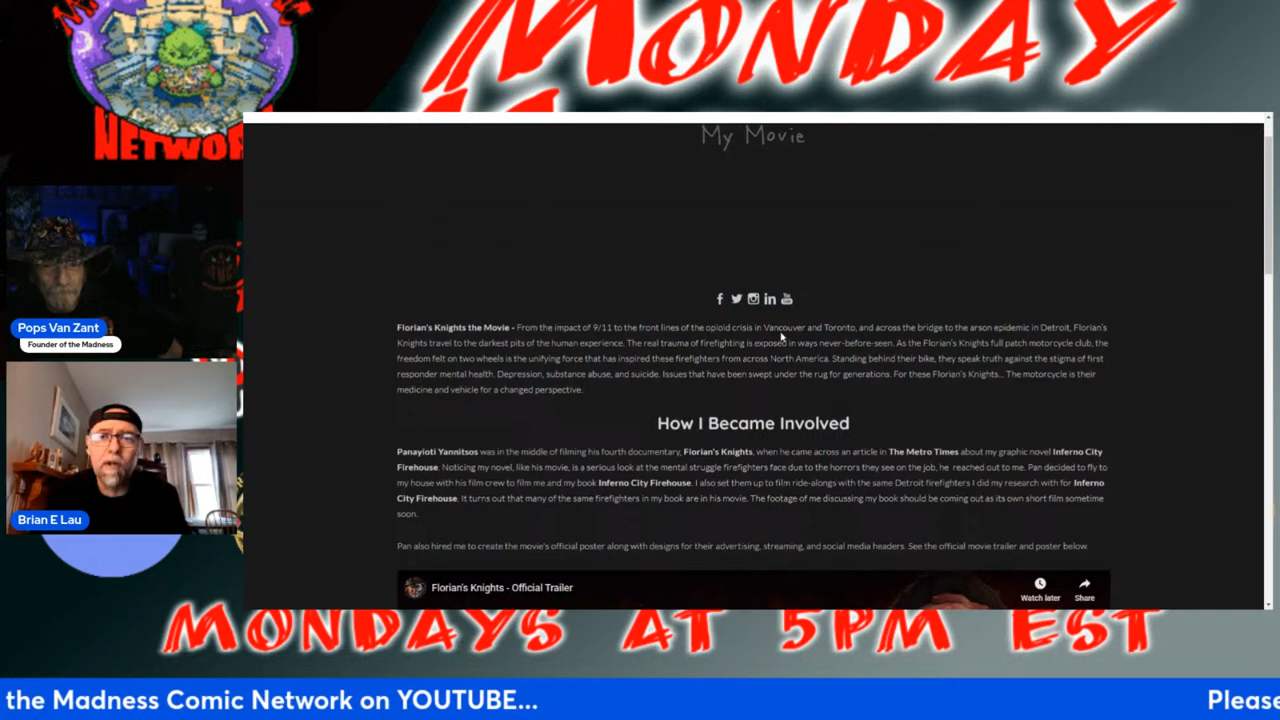 MONDAY
NETWOR
My Movie
Florian's Knights the Movie - From the impact of 9/11 to the front lines of the opioid crisis in Vancouver and Toronto, and across the bridge to the arson epidemic in Detroit, Florian's
Knights travel to the darkest pits of the human experience. The real trauma of firefighting is exposed in ways never-before-seen. As the Florian's Knights full patch motorcycle club, the
freedom felt on two wheels is the unifying force that has inspired these firefighters from across North America. Standing behind their bike, they speak truth against the stigma of first
responder mental health. Depression, substance abuse, and suicide. Issues that have been swept under the rug for generations. For these Florian's Knights... The motorcycle is their
medicine and vehicle for a changed perspective.
How I Became Involved
Panayioti Yannitsos was in the middle of filming his fourth documentary, Florian's Knights, when he came across an article in The Metro Times about my graphic novel Inferno City
Firehouse. Noticing my novel, like his movie, is a serious look at the mental struggle firefighters face due to the horrors they see on the job, he reached out to me. Pan decided to fly to
my house with his film crew to film me and my book Inferno City Firehouse. I also set them up to film ride-alongs with the same Detroit firefighters I did my research with for Inferno
City Firehouse. It turns out that many of the same firefighters in my book are in his movie. The footage of me discussing my book should be coming out as its own short film sometime
soon.
Pan also hired me to create the movie's official poster along with designs for their advertising, streaming, and social media headers. See the official movie trailer and poster below.
Florian's Knights - Official Trailer
Watch later
Share
Pops Van Zant
Founder of the Madness
Brian E Lau
MONDAYS AT 5PM EST
the Madness Comic Network on YOUTUBE...
Please